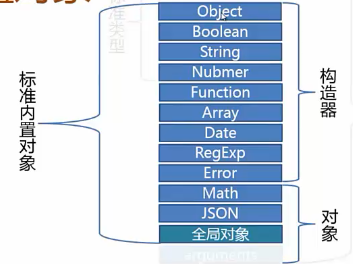 标准类型
标准内置对象
Object
Boolean
String
Nubmer
Function
Array
Date
RegExp
Error
Math
JSON
全局对象
arguments
构造器
对象